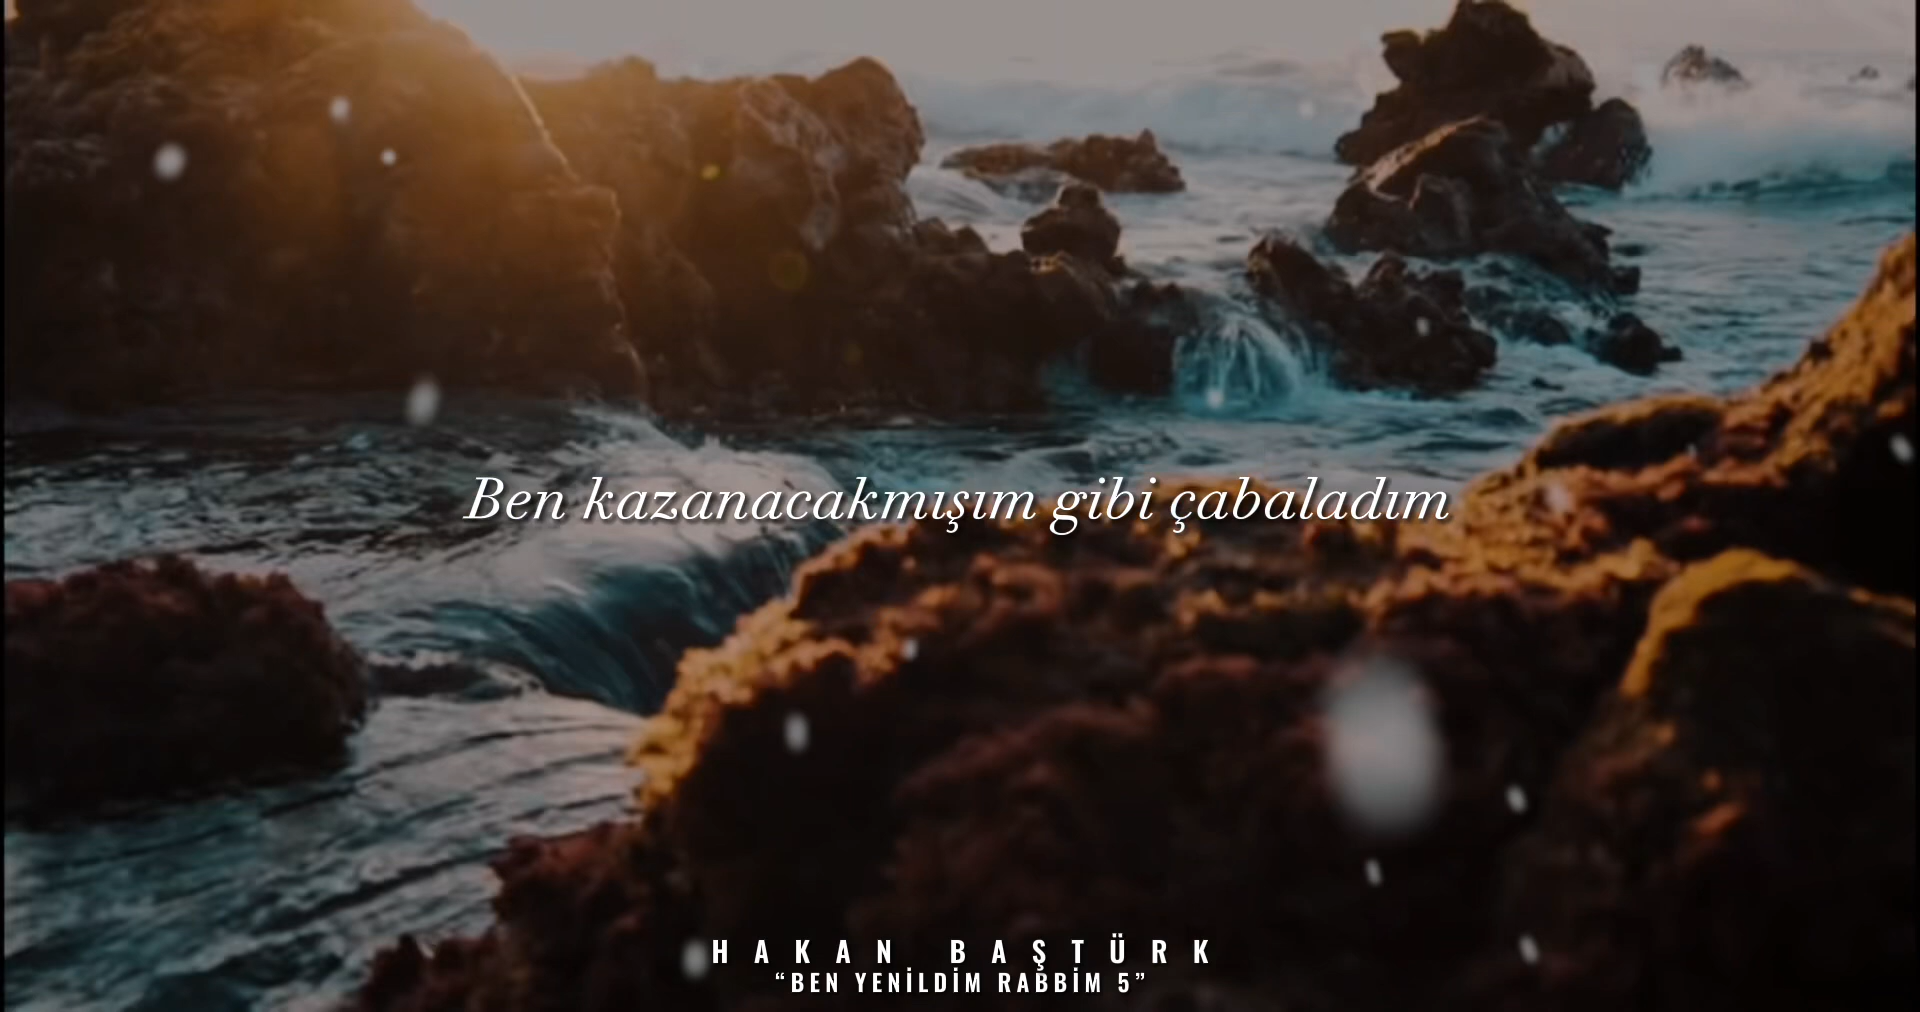 Ben kazanacakmışım gibi çabaladım
HAKAN BAŞTÜRK
“BEN YENİLDİM RABBİM 5”